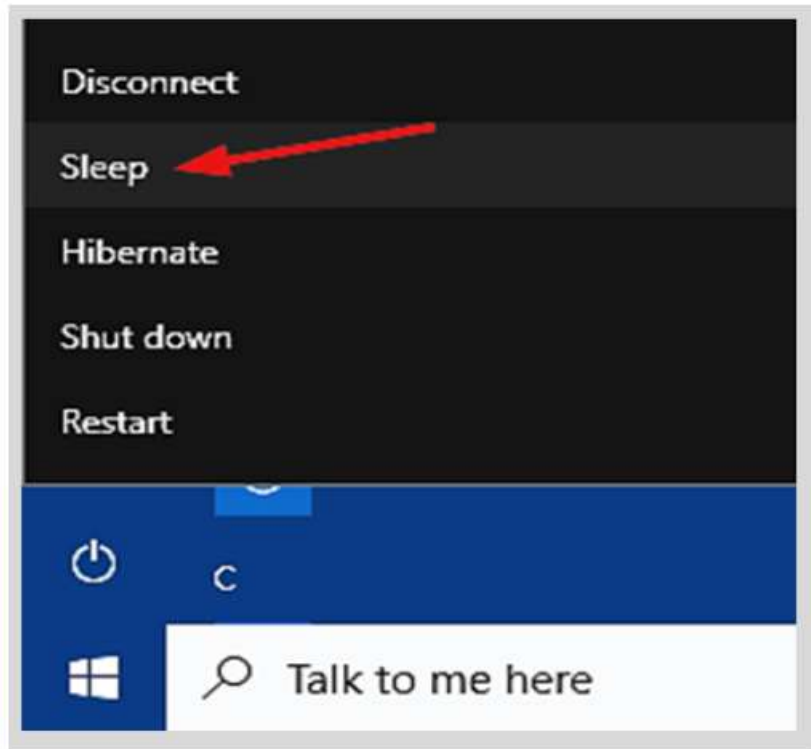 Disconnect
Sleep
Hibernate
Shut down
Restart
C
Talk to me here